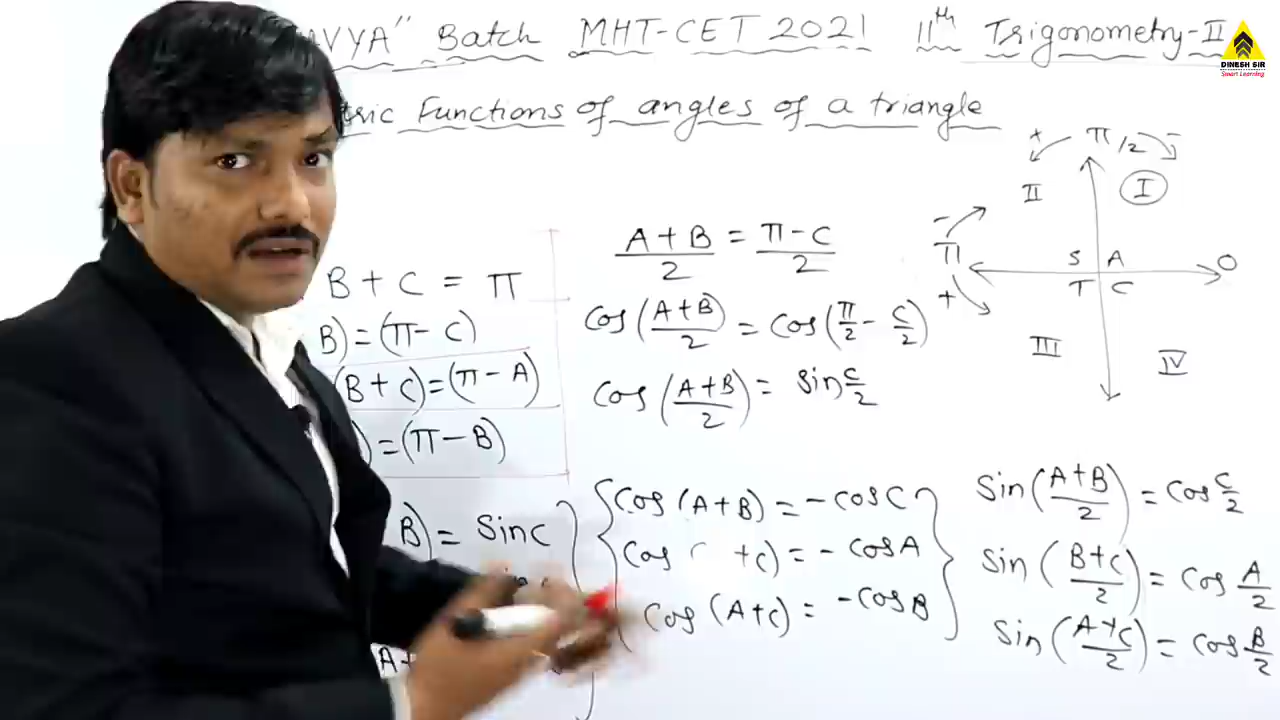 VYA" Batch MHT-CET 2021 11th Trigonometry-II
DINESH SIR
Smart Learning
tric Functions of angles of a triangle
B + C = π
B) = (π - C)
(B + C) = (π - A)
) = (π - B)
B) = Sinc
A+
(A + B)/2 = (π - C)/2
Cos((A+B)/2) = Cos(π/2 - C/2)
Cos((A+B)/2) = Sin C/2
Cos (A+B) = - cos C
Cos ( +C) = - cos A
Cos (A+C) = - cos B
Sin((A+B)/2) = Cos C/2
Sin((B+C)/2) = Cos A/2
Sin((A+C)/2) = Cos B/2
+ π/2 -
II I
- π + O
S A
T C
III IV